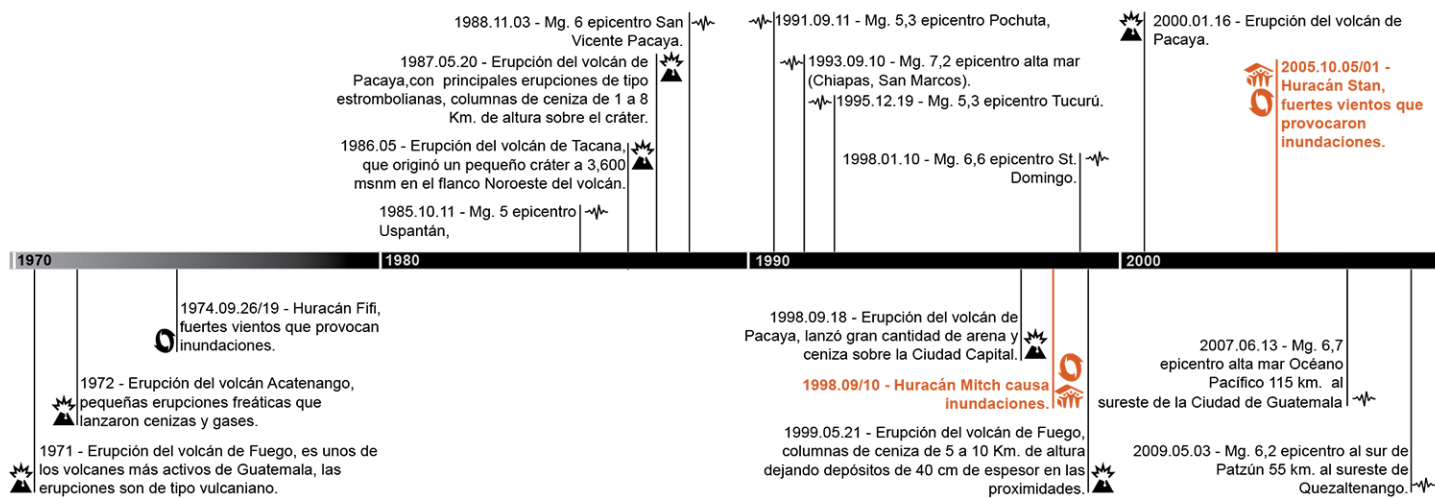 1988.11.03 - Mg. 6 epicentro San
Vicente Pacaya.
1987.05.20 - Erupción del volcán de
Pacaya,con principales erupciones de tipo
estrombolianas, columnas de ceniza de 1 a 8
Km. de altura sobre el cráter.
1986.05 - Erupción del volcán de Tacana,
que originó un pequeño cráter a 3,600
msnm en el flanco Noroeste del volcán.
1985.10.11 - Mg. 5 epicentro
Uspantán,
1991.09.11 - Mg. 5,3 epicentro Pochuta,
1993.09.10 - Mg. 7,2 epicentro alta mar
(Chiapas, San Marcos).
1995.12.19 - Mg. 5,3 epicentro Tucurú.
1998.01.10 - Mg. 6,6 epicentro St.
Domingo.
2000.01.16 - Erupción del volcán de
Pacaya.
2005.10.05/01 -
Huracán Stan,
fuertes vientos que
provocaron
inundaciones.
1970
1980
1990
2000
1974.09.26/19 - Huracán Fifi,
fuertes vientos que provocan
inundaciones.
1972 - Erupción del volcán Acatenango,
pequeñas erupciones freáticas que
lanzaron cenizas y gases.
1971 - Erupción del volcán de Fuego, es unos de
los volcanes más activos de Guatemala, las
erupciones son de tipo vulcaniano.
1998.09.18 - Erupción del volcán de
Pacaya, lanzó gran cantidad de arena y
ceniza sobre la Ciudad Capital.
1998.09/10 - Huracán Mitch causa
inundaciones.
1999.05.21 - Erupción del volcán de Fuego,
columnas de ceniza de 5 a 10 Km. de altura
dejando depósitos de 40 cm de espesor en las
proximidades.
2007.06.13 - Mg. 6,7
epicentro alta mar Océano
Pacífico 115 km. al
sureste de la Ciudad de Guatemala
2009.05.03 - Mg. 6,2 epicentro al sur de
Patzún 55 km. al sureste de
Quezaltenango.